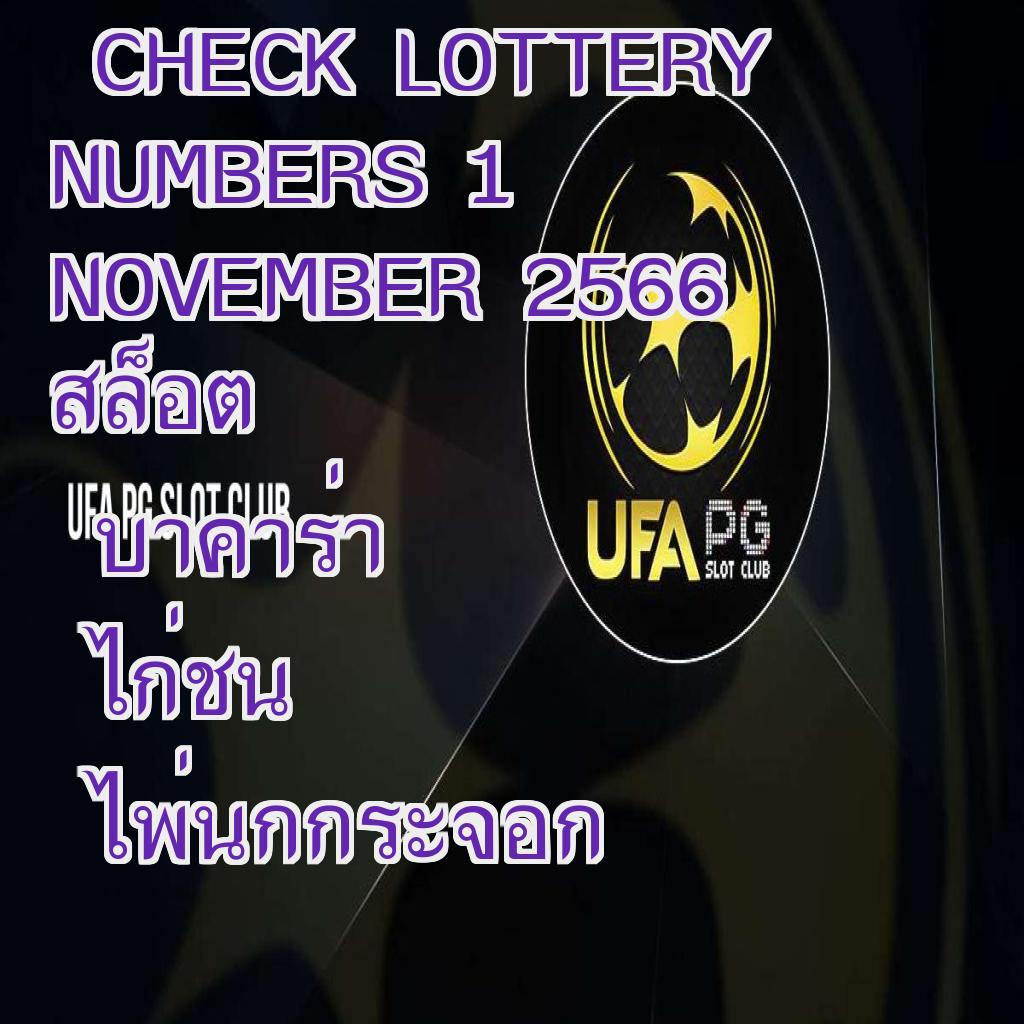 CHECK LOTTERY
NUMBERS 1
NOVEMBER 2566
สล็อต
UFA PG SLOT CLUB
บาคาร่า
ไก่ชน
ไพ่นกกระจอก
UFA PG
SLOT CLUB